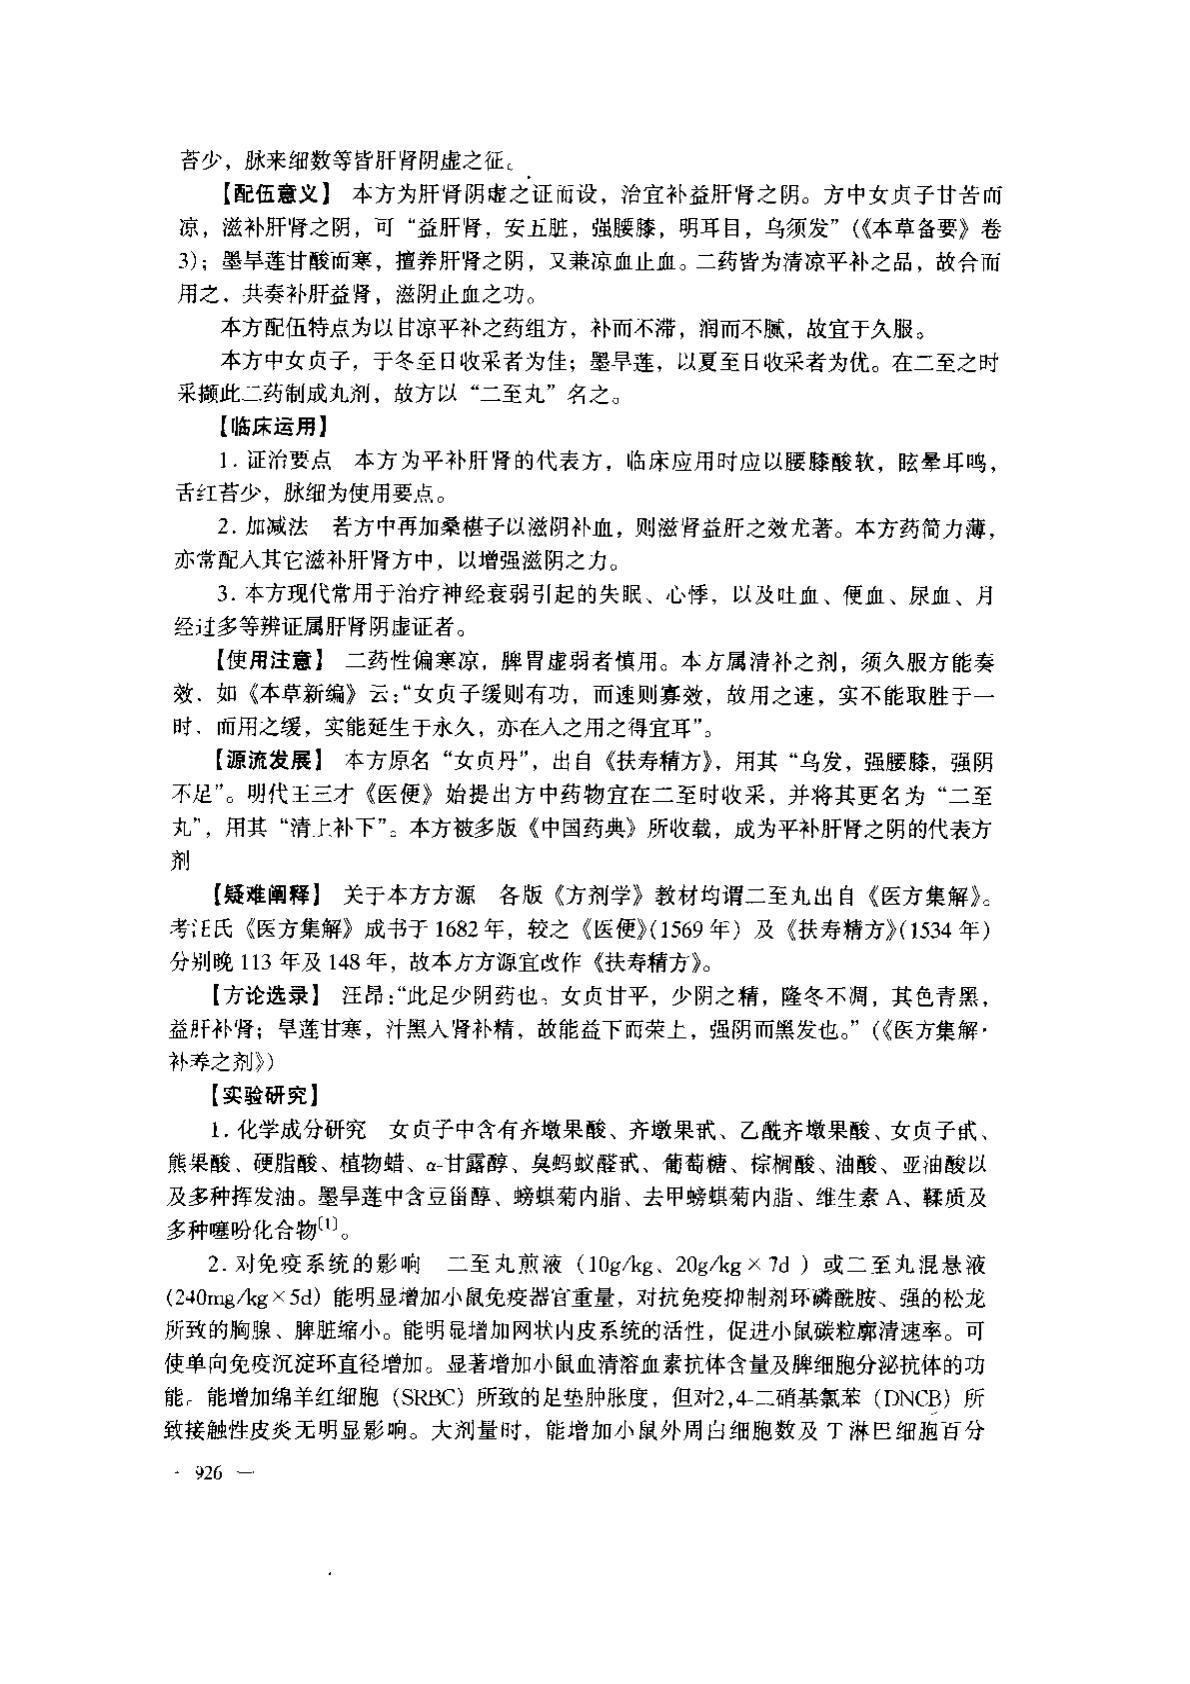 苔少，脉来细数等皆肝肾阴虚之征。
【配伍意义】 本方为肝肾阴虚之证而设，治宜补益肝肾之阴。方中女贞子甘苦而
凉，滋补肝肾之阴，可“益肝肾，安五脏，强腰膝，明耳目，乌须发”（《本草备要》卷
3）；墨旱莲甘酸而寒，擅养肝肾之阴，又兼凉血止血。二药皆为清凉平补之品，故合而
用之，共奏补肝益肾，滋阴止血之功。
本方配伍特点为以甘凉平补之药组方，补而不滞，润而不腻，故宜于久服。
本方中女贞子，于冬至日收采者为佳；墨旱莲，以夏至日收采者为优。在二至之时
采撷此二药制成丸剂，故方以“二至丸”名之。
【临床运用】
1. 证治要点 本方为平补肝肾的代表方，临床应用时应以腰膝酸软，眩晕耳鸣，
舌红苔少，脉细为使用要点。
2. 加减法 若方中再加桑椹子以滋阴补血，则滋肾益肝之效尤著。本方药简力薄，
亦常配入其它滋补肝肾方中，以增强滋阴之力。
3. 本方现代常用于治疗神经衰弱引起的失眠、心悸，以及吐血、便血、尿血、月
经过多等辨证属肝肾阴虚证者。
【使用注意】 二药性偏寒凉，脾胃虚弱者慎用。本方属清补之剂，须久服方能奏
效，如《本草新编》云：“女贞子缓则有功，而速则寡效，故用之速，实不能取胜于一
时，而用之缓，实能延生于永久，亦在人之用之得宜耳”。
【源流发展】 本方原名“女贞丹”，出自《扶寿精方》，用其“乌发，强腰膝，强阴
不足”。明代王三才《医便》始提出方中药物宜在二至时收采，并将其更名为“二至
丸”，用其“清上补下”。本方被多版《中国药典》所收载，成为平补肝肾之阴的代表方
剂
【疑难阐释】 关于本方方源 各版《方剂学》教材均谓二至丸出自《医方集解》。
考汪氏《医方集解》成书于 1682 年，较之《医便》（1569 年）及《扶寿精方》（1534 年）
分别晚 113 年及 148 年，故本方方源宜改作《扶寿精方》。
【方论选录】 汪昂：“此足少阴药也。女贞甘平，少阴之精，隆冬不凋，其色青黑，
益肝补肾；旱莲甘寒，汁黑入肾补精，故能益下而荣上，强阴而黑发也。”（《医方集解·
补养之剂》）
【实验研究】
1. 化学成分研究 女贞子中含有齐墩果酸、齐墩果甙、乙酰齐墩果酸、女贞子甙、
熊果酸、硬脂酸、植物蜡、α-甘露醇、臭蚂蚁醛甙、葡萄糖、棕榈酸、油酸、亚油酸以
及多种挥发油。墨旱莲中含豆甾醇、螃蜞菊内脂、去甲螃蜞菊内脂、维生素 A、鞣质及
多种噻吩化合物〔1〕。
2. 对免疫系统的影响 二至丸煎液（10g/kg、20g/kg×7d ）或二至丸混悬液
（240mg/kg×5d）能明显增加小鼠免疫器官重量，对抗免疫抑制剂环磷酰胺、强的松龙
所致的胸腺、脾脏缩小。能明显增加网状内皮系统的活性，促进小鼠碳粒廓清速率。可
使单向免疫沉淀环直径增加。显著增加小鼠血清溶血素抗体含量及脾细胞分泌抗体的功
能。能增加绵羊红细胞（SRBC）所致的足垫肿胀度，但对2,4-二硝基氯苯（DNCB）所
致接触性皮炎无明显影响。大剂量时，能增加小鼠外周白细胞数及 T 淋巴细胞百分
· 926 —